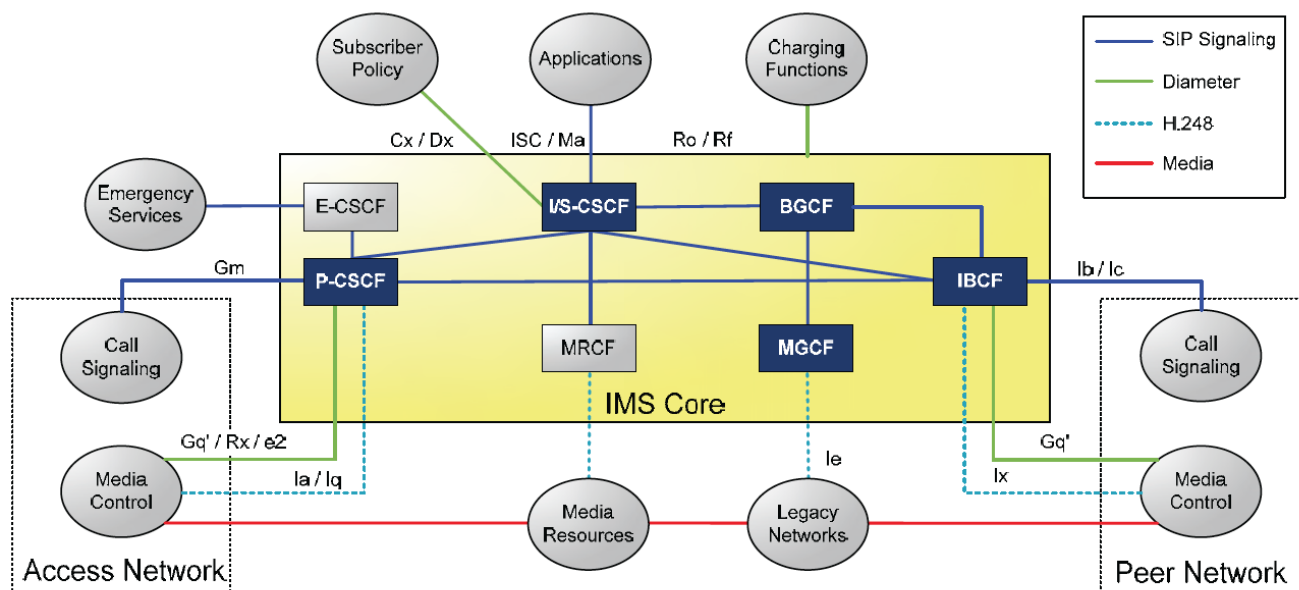 Subscriber
Policy
Applications
Charging
Functions
SIP Signaling
Diameter
H.248
Media
Cx / Dx
ISC / Ma
Ro / Rf
Emergency
Services
E-CSCF
I/S-CSCF
BGCF
Gm
P-CSCF
IBCF
Ib / Ic
Call
Signaling
MRCF
MGCF
Call
Signaling
IMS Core
Gq' / Rx / e2
Ie
Gq'
Media
Control
Ia / Iq
Media
Resources
Legacy
Networks
Ix
Media
Control
Access Network
Peer Network